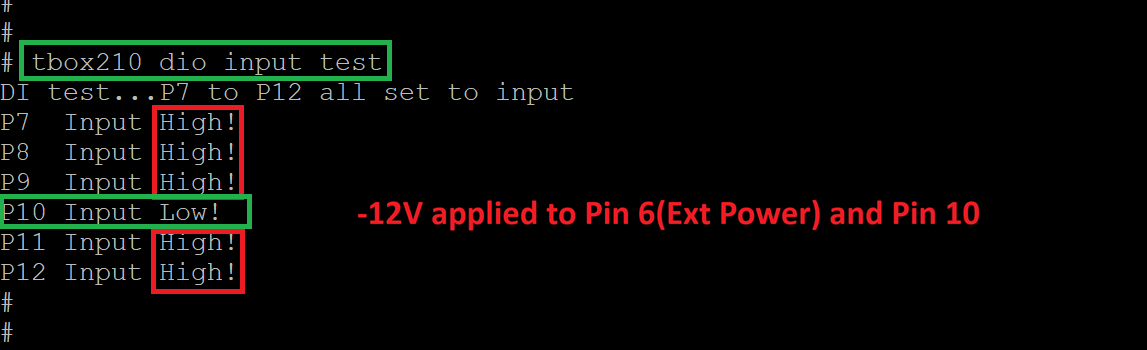 #
#
# tbox210 dio input test
DI test...P7 to P12 all set to input
P7  Input High!
P8  Input High!
P9  Input High!
P10 Input Low!
-12V applied to Pin 6(Ext Power) and Pin 10
P11 Input High!
P12 Input High!
#
#